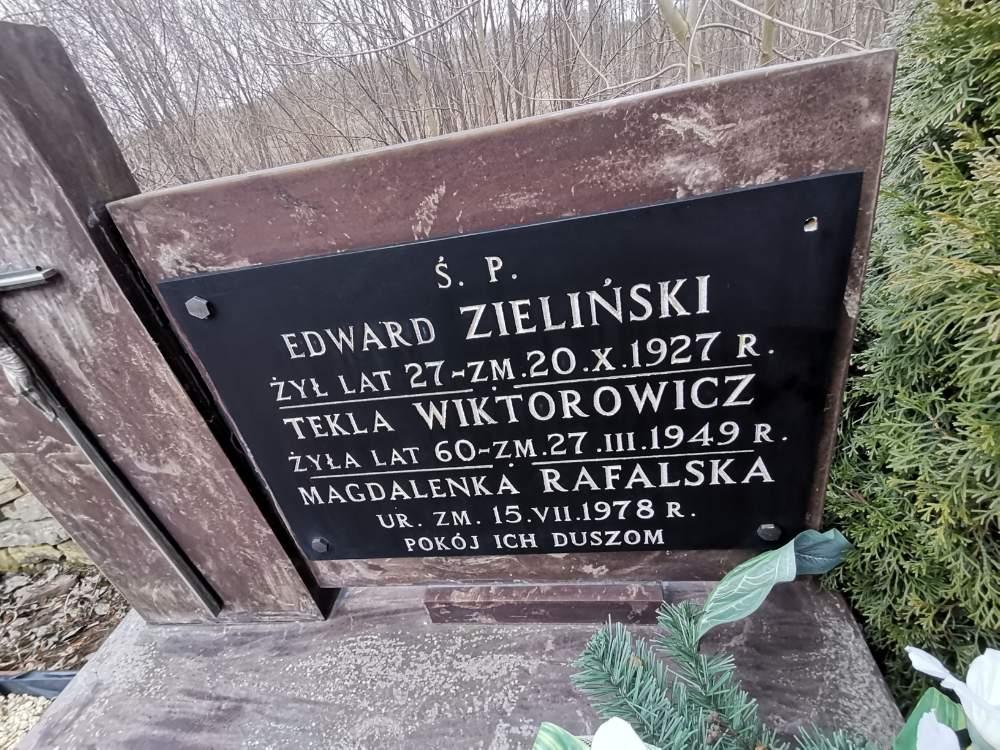 Ś. P.
EDWARD ZIELIŃSKI
ŻYŁ LAT 27-ZM. 20.X.1927 R.
TEKLA WIKTOROWICZ
ŻYŁA LAT 60-ZM. 27.III.1949 R.
MAGDALENKA RAFALSKA
UR. ZM. 15.VII.1978 R.
POKÓJ ICH DUSZOM